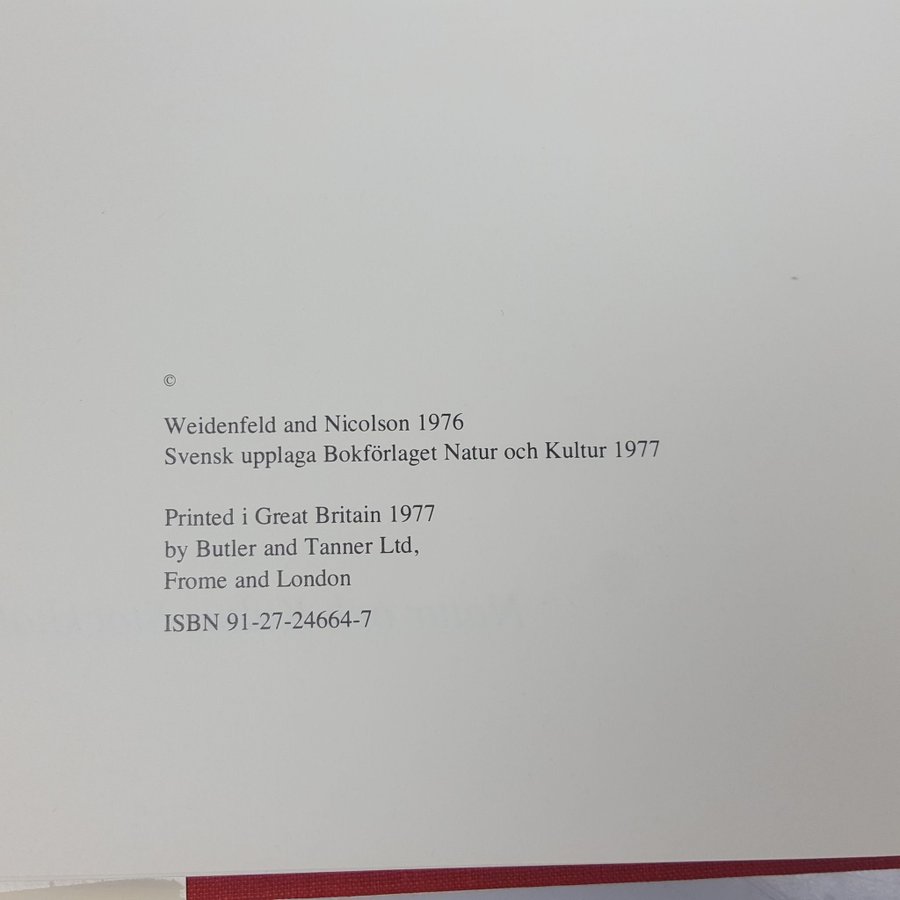 ©
Weidenfeld and Nicolson 1976
Svensk upplaga Bokförlaget Natur och Kultur 1977
Printed i Great Britain 1977
by Butler and Tanner Ltd,
Frome and London
ISBN 91-27-24664-7